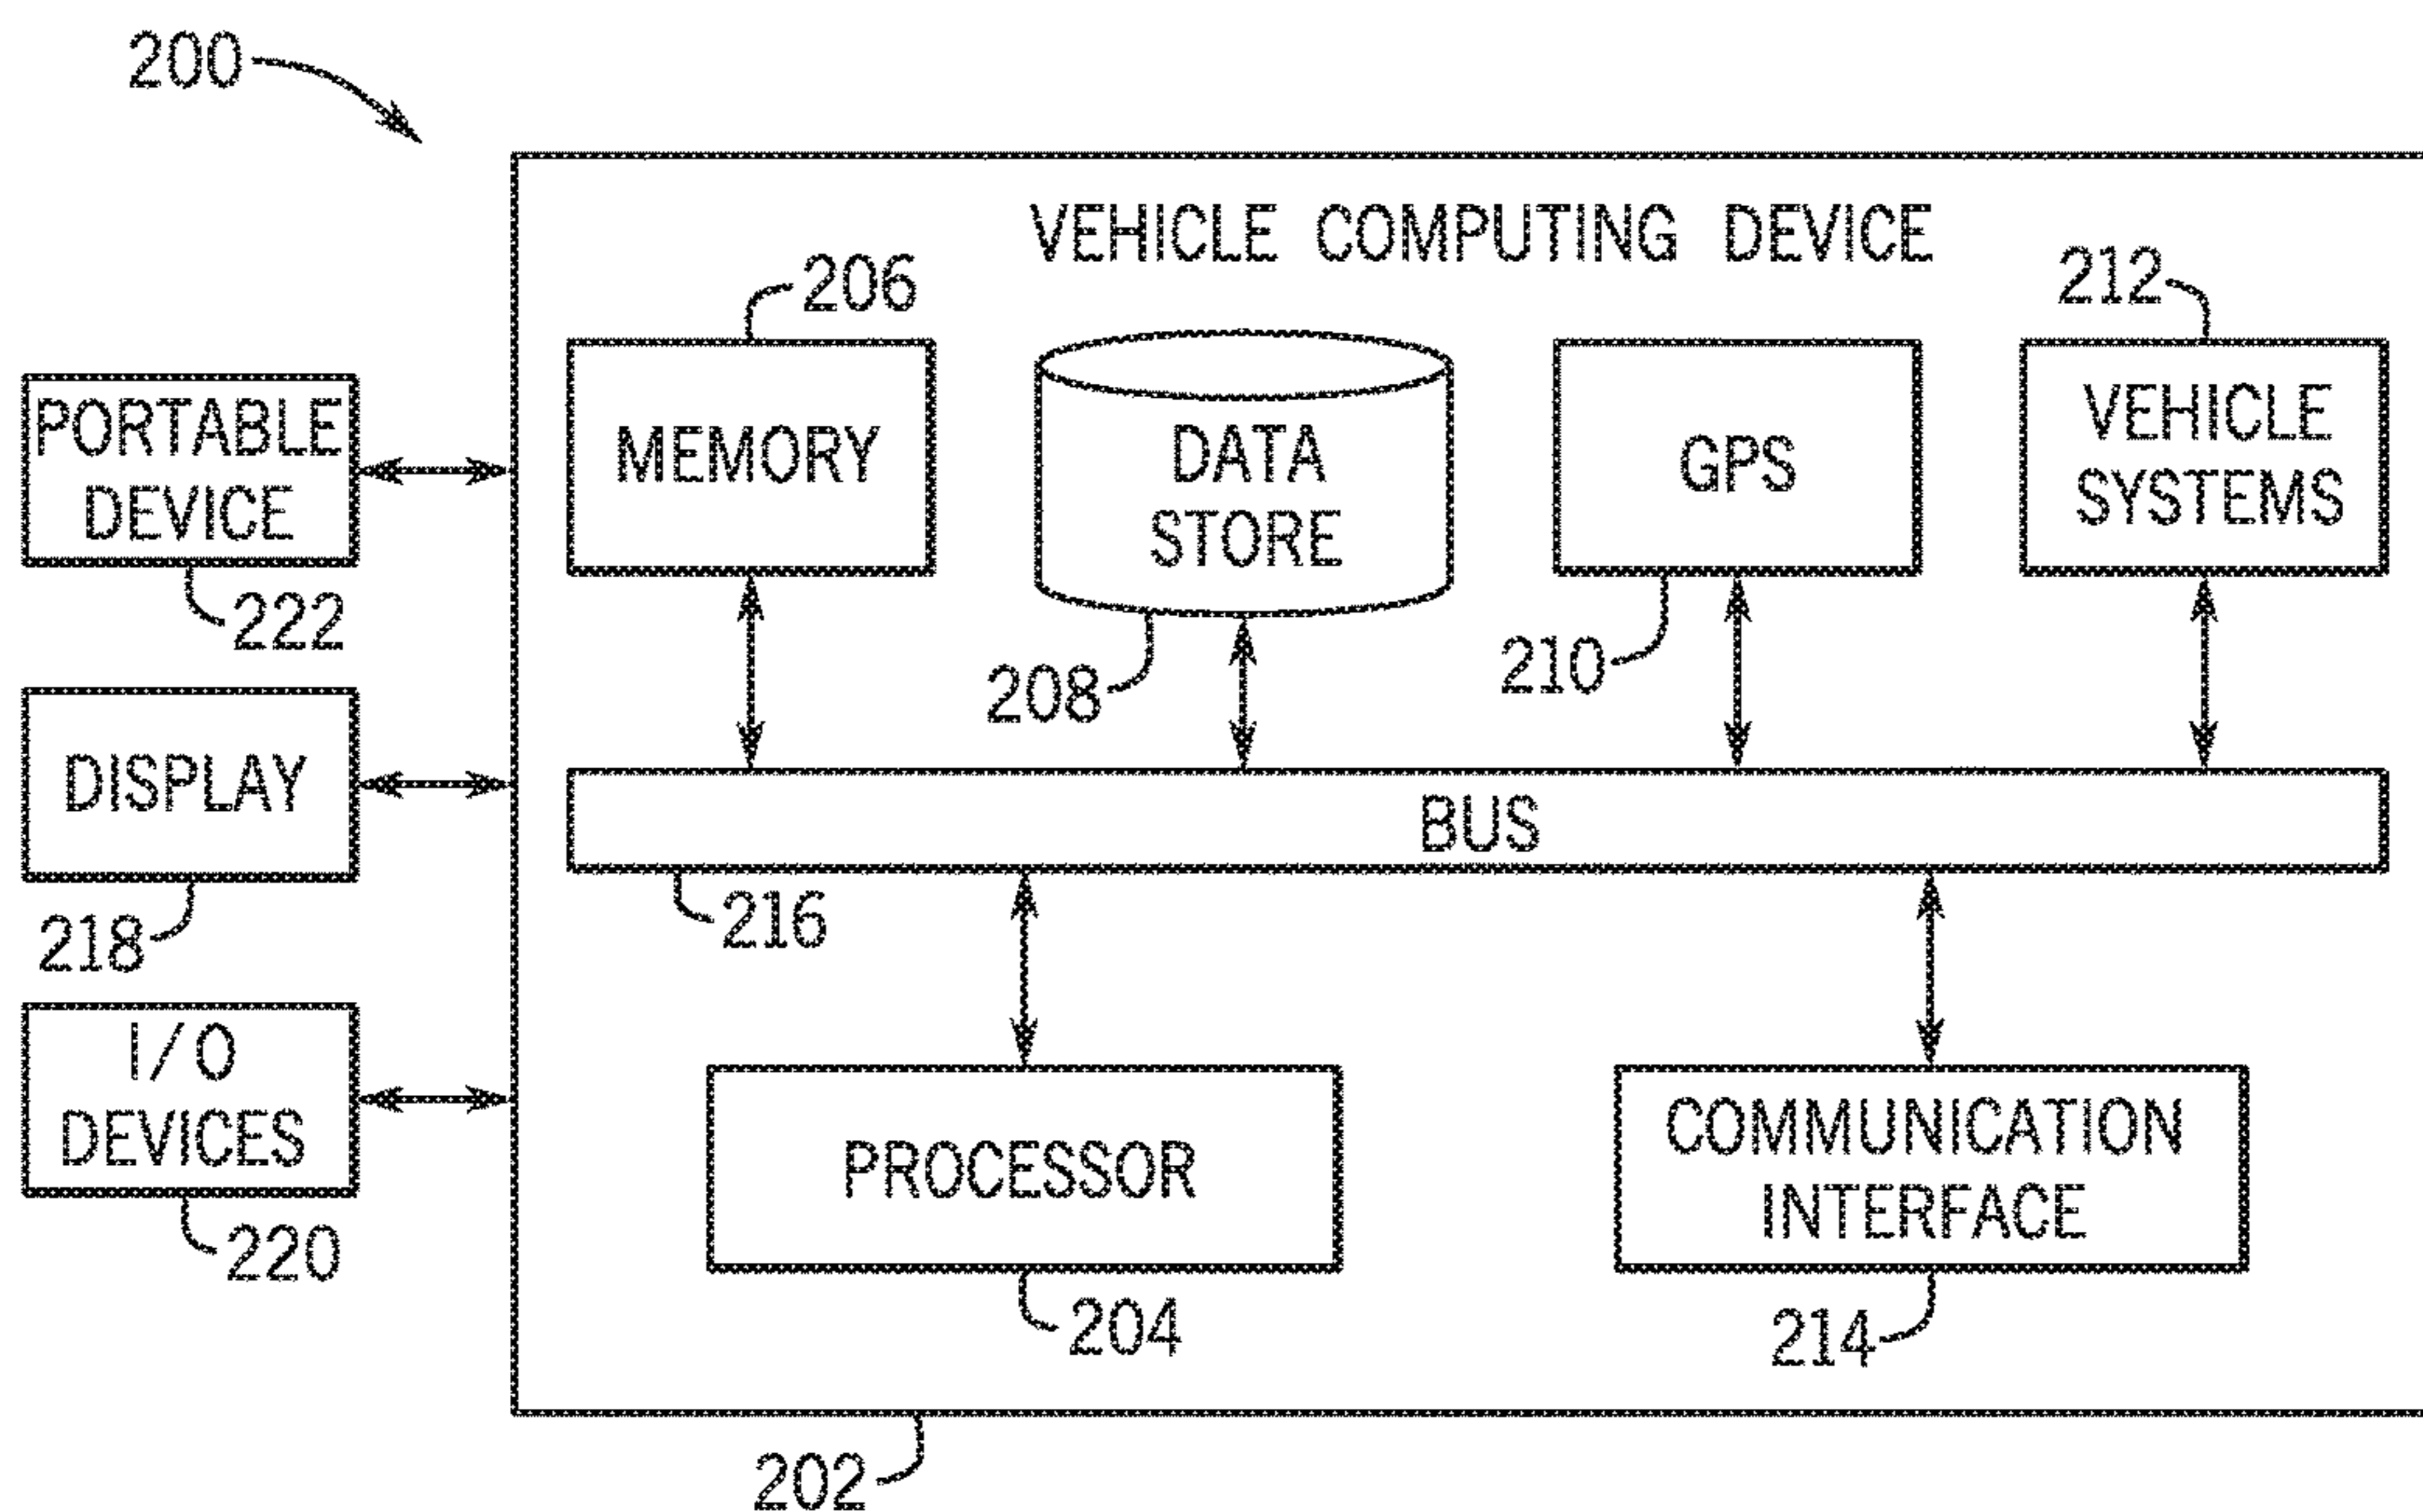 200
VEHICLE COMPUTING DEVICE
206
212
PORTABLE
DEVICE
222
MEMORY
DATA
STORE
208
GPS
210
VEHICLE
SYSTEMS
DISPLAY
218
BUS
216
I/O
DEVICES
220
PROCESSOR
204
COMMUNICATION
INTERFACE
214
202